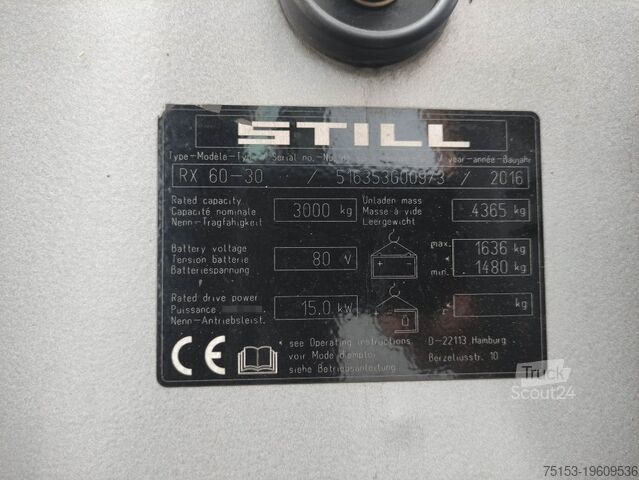 STILL
Type-Modèle-Typ / Serial no.-No. year-année-Baujahr
RX 60-30 / 516353G00973 / 2016
Rated capacity
Capacité nominale
Nenn-Tragfähigkeit
3000 kg
Unladen mass
Masse à vide
Leergewicht
4365 kg
Battery voltage
Tension batterie
Batteriespannung
80 V
max. 1636 kg
min. 1480 kg
Rated drive power
Puissance
Nenn-Antriebsleist.
15.0 kW
kg
* see Operating instructions
voir Mode d'emploi
siehe Betriebsanleitung
D-22113 Hamburg
Berzeliusstr. 10
CE
Truck
Scout24
75153-19609536